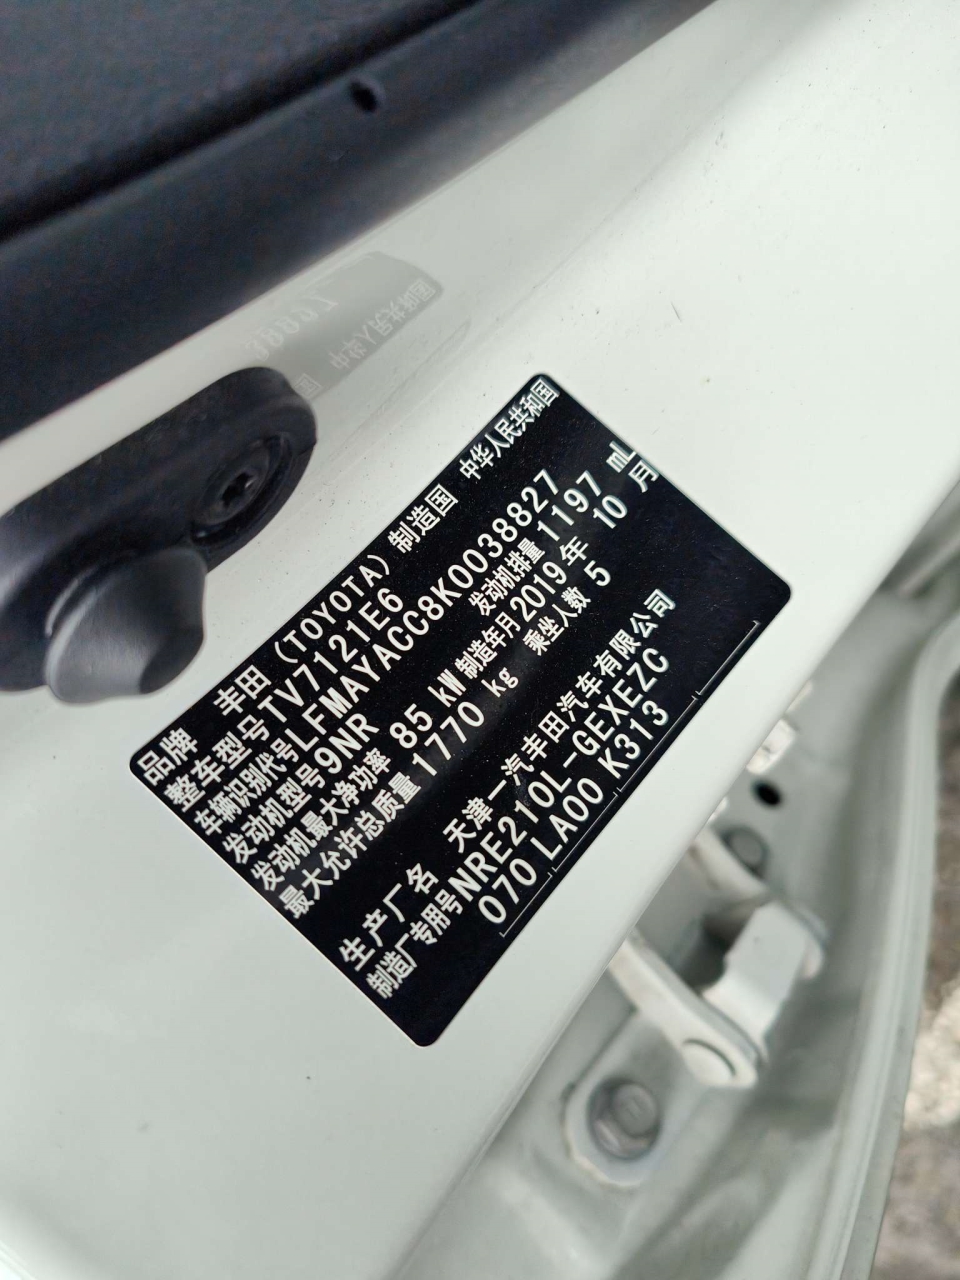 品牌 丰田（TOYOTA）制造国 中华人民共和国
整车型号TV7121E6
车辆识别代号LFMAYACC8K0038827
发动机型号9NR 发动机排量1197 mL
发动机最大净功率 85 kW 制造年月2019年 10 月
最大允许总质量1770 kg 乘坐人数 5
生产厂名 天津一汽丰田汽车有限公司
制造厂专用号NRE210L-GEXEZC
070 LA00 K313